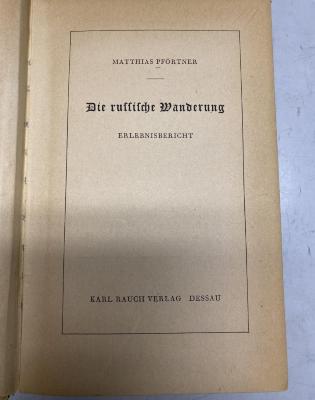 MATTHIAS PFÖRTNER
Die russische Wanderung
ERLEBNISBERICHT
KARL RAUCH VERLAG DESSAU